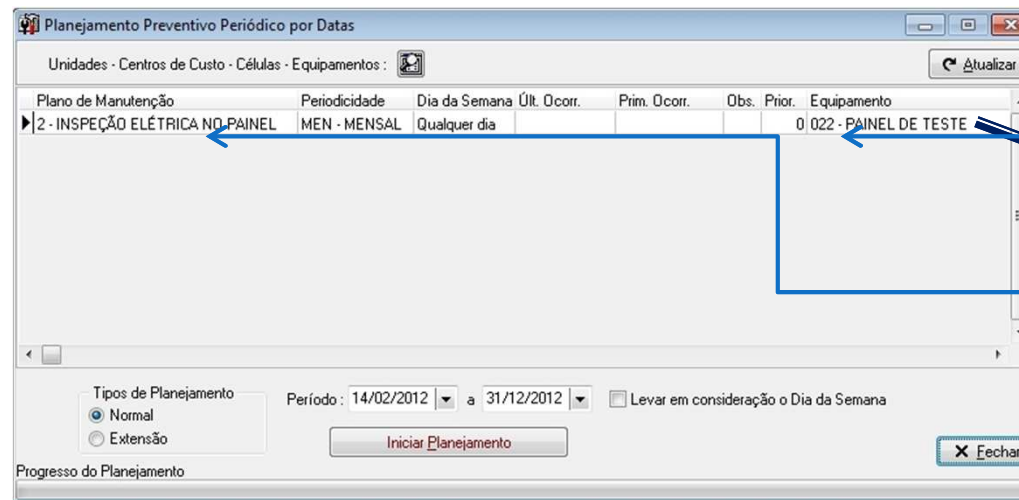 Planejamento Preventivo Periódico por Datas
Unidades - Centros de Custo - Células - Equipamentos :
Atualizar
Plano de Manutenção Periodicidade Dia da Semana Últ. Ocorr. Prim. Ocorr. Obs. Prior. Equipamento
2 - INSPEÇÃO ELÉTRICA NO PAINEL MEN - MENSAL Qualquer dia 0 022 - PAINEL DE TESTE
Tipos de Planejamento
Normal
Extensão
Período : 14/02/2012 a 31/12/2012 Levar em consideração o Dia da Semana
Iniciar Planejamento
Fechar
Progresso do Planejamento